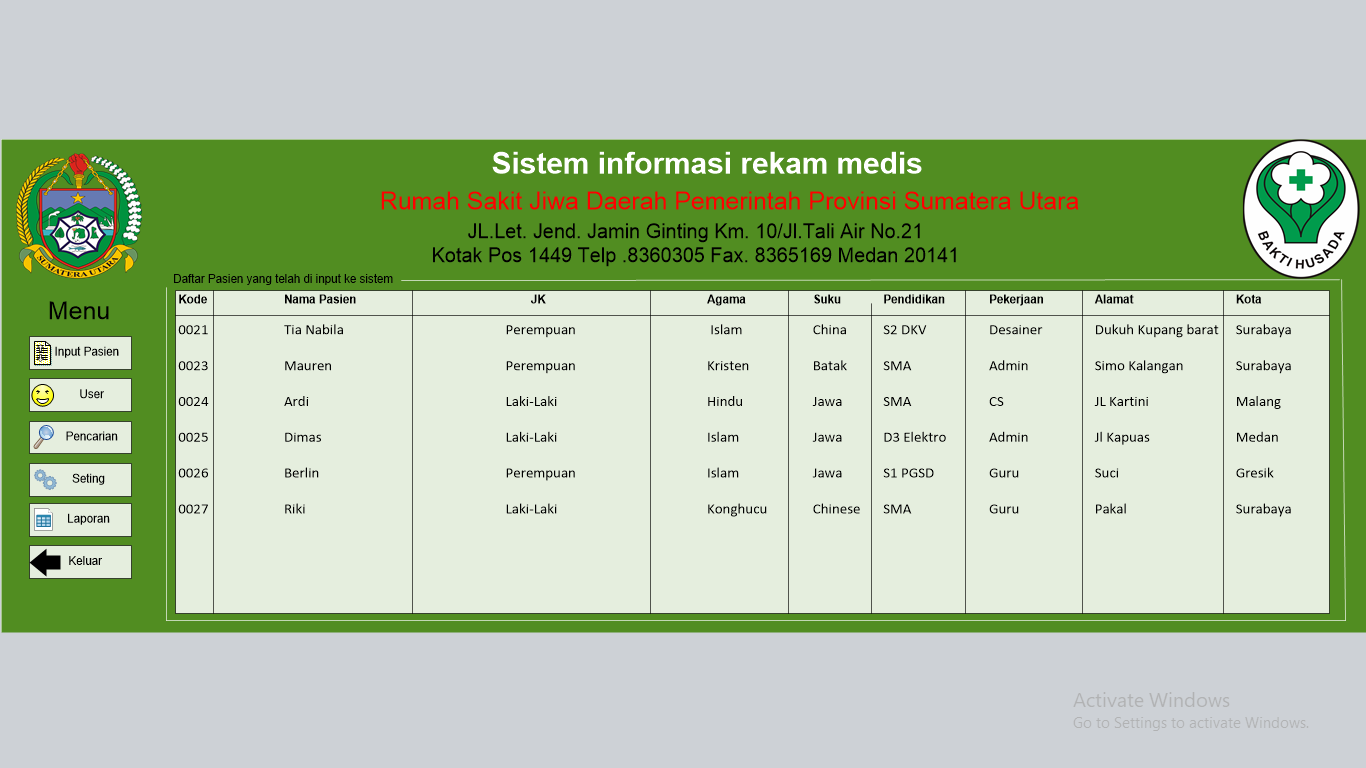 Sistem informasi rekam medis
Rumah Sakit Jiwa Daerah Pemerintah Provinsi Sumatera Utara
JL.Let. Jend. Jamin Ginting Km. 10/Jl.Tali Air No.21
Kotak Pos 1449 Telp .8360305 Fax. 8365169 Medan 20141
SUMATERA UTARA
BAKTI HUSADA
Menu
Input Pasien
User
Pencarian
Seting
Laporan
Keluar
Daftar Pasien yang telah di input ke sistem
Kode Nama Pasien JK Agama Suku Pendidikan Pekerjaan Alamat Kota
0021 Tia Nabila Perempuan Islam China S2 DKV Desainer Dukuh Kupang barat Surabaya
0023 Mauren Perempuan Kristen Batak SMA Admin Simo Kalangan Surabaya
0024 Ardi Laki-Laki Hindu Jawa SMA CS JL Kartini Malang
0025 Dimas Laki-Laki Islam Jawa D3 Elektro Admin Jl Kapuas Medan
0026 Berlin Perempuan Islam Jawa S1 PGSD Guru Suci Gresik
0027 Riki Laki-Laki Konghucu Chinese SMA Guru Pakal Surabaya
Activate Windows
Go to Settings to activate Windows.